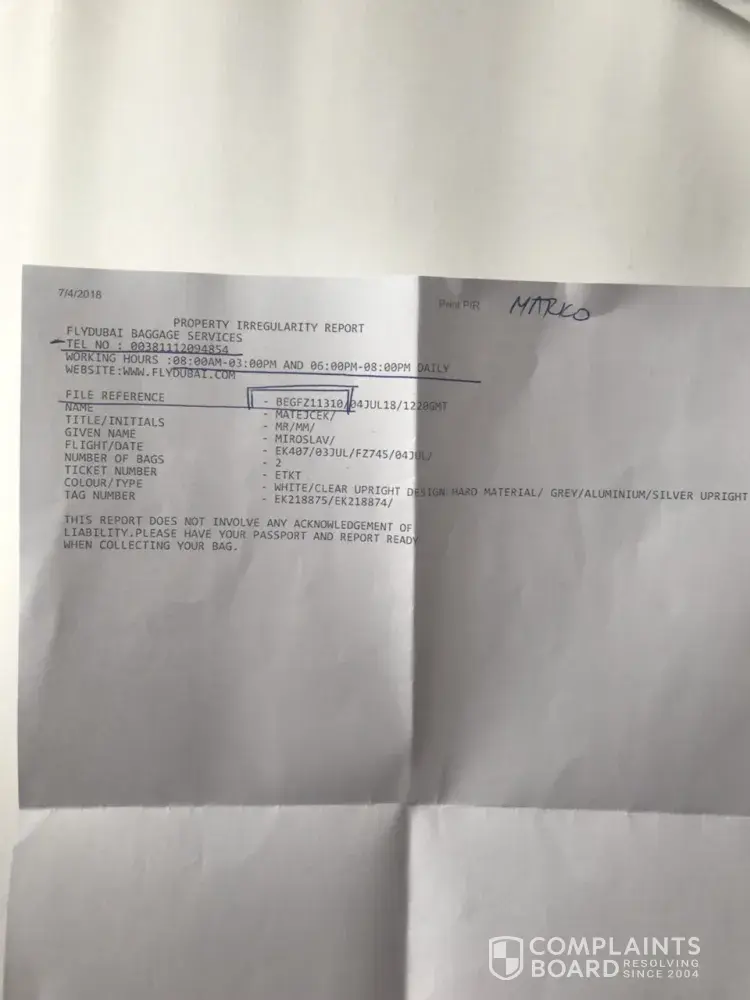 7/4/2018
Print PIR
MARKO
PROPERTY IRREGULARITY REPORT
FLYDUBAI BAGGAGE SERVICES
TEL NO : 00381112094854
WORKING HOURS :08:00AM-03:00PM AND 06:00PM-08:00PM DAILY
WEBSITE:WWW.FLYDUBAI.COM
FILE REFERENCE - BEGFZ11310/04JUL18/1220GMT
NAME - MATEJCEK/
TITLE/INITIALS - MR/MM/
GIVEN NAME - MIROSLAV/
FLIGHT/DATE - EK407/03JUL/FZ745/04JUL/
NUMBER OF BAGS - 2
TICKET NUMBER - ETKT
COLOUR/TYPE - WHITE/CLEAR UPRIGHT DESIGN HARD MATERIAL/ GREY/ALUMINIUM/SILVER UPRIGHT
TAG NUMBER - EK218875/EK218874/
THIS REPORT DOES NOT INVOLVE ANY ACKNOWLEDGEMENT OF
LIABILITY.PLEASE HAVE YOUR PASSPORT AND REPORT READY
WHEN COLLECTING YOUR BAG.
COMPLAINTS
BOARD RESOLVING
SINCE 2004